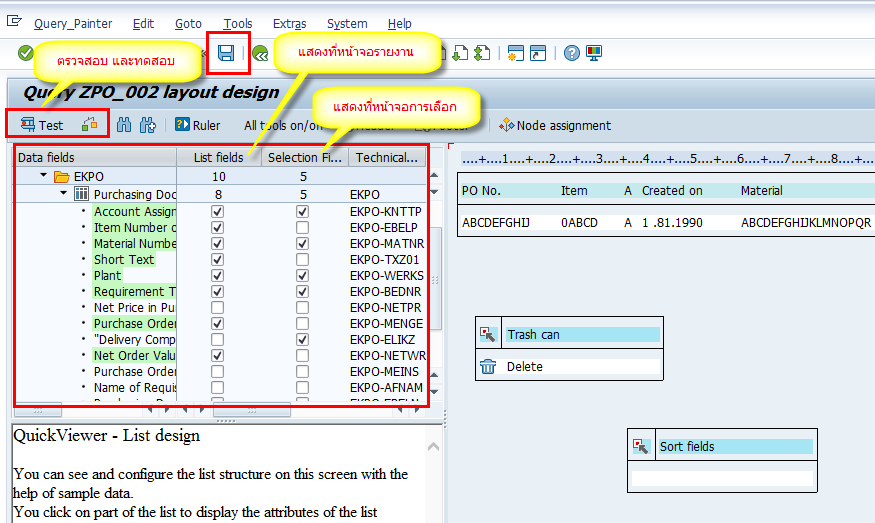 Query_Painter Edit Goto Tools Extras System Help
ตรวจสอบ และทดสอบ
แสดงที่หน้าจอรายงาน
แสดงที่หน้าจอการเลือก
Query ZPO_002 layout design
Test Ruler All tools on/off Node assignment
Data fields List fields Selection Fi... Technical...
EKPO 10 5
Purchasing Doc 8 5 EKPO
Account Assign EKPO-KNTTP
Item Number o EKPO-EBELP
Material Numbe EKPO-MATNR
Short Text EKPO-TXZ01
Plant EKPO-WERKS
Requirement T EKPO-BEDNR
Net Price in Pu EKPO-NETPR
Purchase Order EKPO-MENGE
"Delivery Comp EKPO-ELIKZ
Net Order Valu EKPO-NETWR
Purchase Order EKPO-MEINS
Name of Requis EKPO-AFNAM
....+....1....+....2....+....3....+....4....+....5....+....6....+....7....+....8....+
PO No. Item A Created on Material
ABCDEFGHIJ 0ABCD A 1 .81.1990 ABCDEFGHIJKLMNOPQR
Trash can
Delete
Sort fields
QuickViewer - List design
You can see and configure the list structure on this screen with the
help of sample data.
You click on part of the list to display the attributes of the list